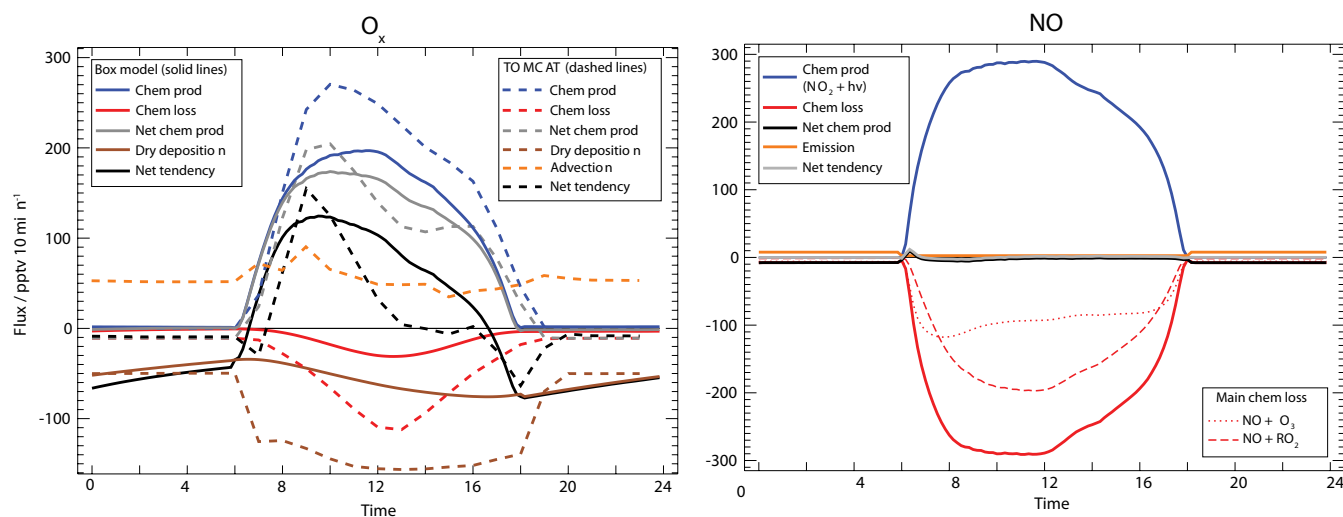 Oₓ
Flux / pptv 10 mi n⁻¹
300
200
100
0
-100
Box model (solid lines)
Chem prod
Chem loss
Net chem prod
Dry depositio n
Net tendency
TO MC AT (dashed lines)
Chem prod
Chem loss
Net chem prod
Dry depositio n
Advectio n
Net tendency
0 4 8 12 16 20 24
Time
NO
300
200
100
0
-100
-200
-300
Chem prod
(NO₂ + hv)
Chem loss
Net chem prod
Emission
Net tendency
Main chem loss
NO + O₃
NO + RO₂
0 4 8 12 16 20 24
Time